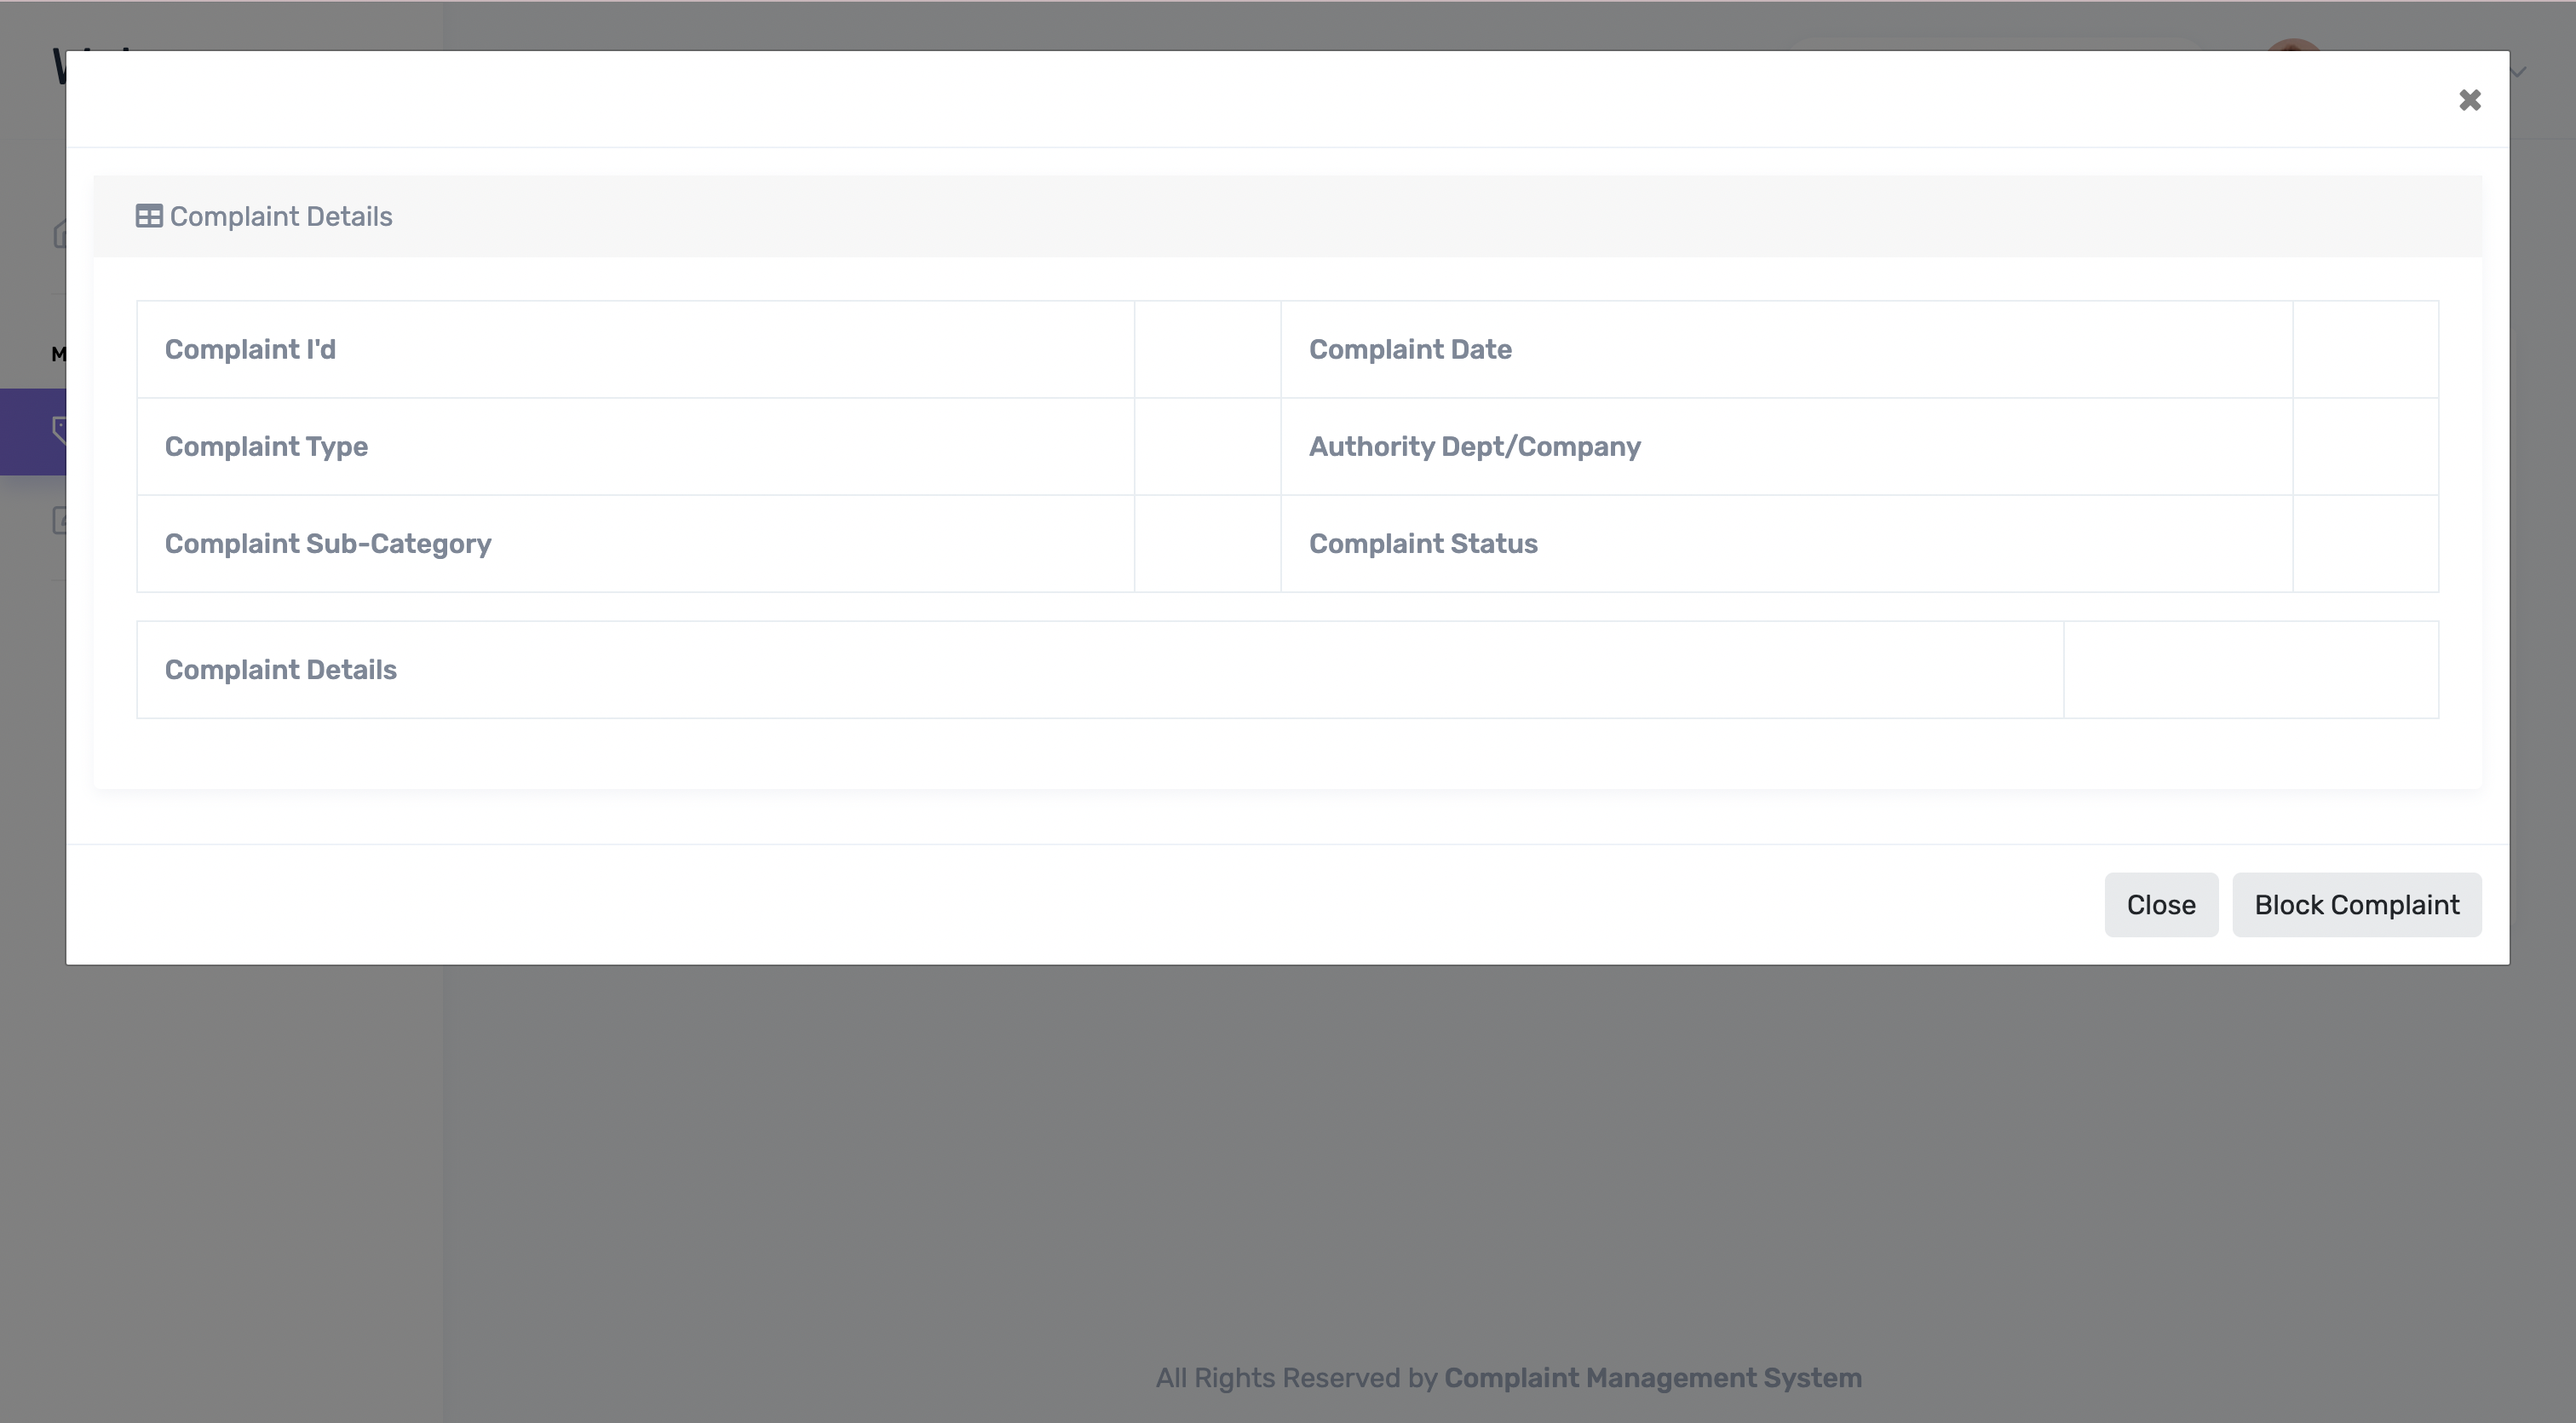 Complaint Details
Complaint I'd Complaint Date
Complaint Type Authority Dept/Company
Complaint Sub-Category Complaint Status
Complaint Details
Close Block Complaint
All Rights Reserved by Complaint Management System